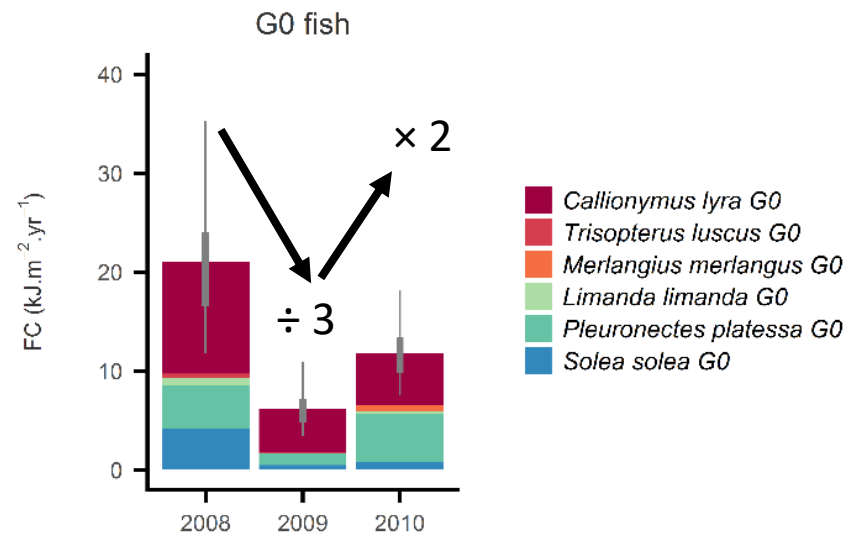 G0 fish
FC (kJ.m⁻².yr⁻¹)
40
30
20
10
0
× 2
÷ 3
2008 2009 2010
Callionymus lyra G0
Trisopterus luscus G0
Merlangius merlangus G0
Limanda limanda G0
Pleuronectes platessa G0
Solea solea G0